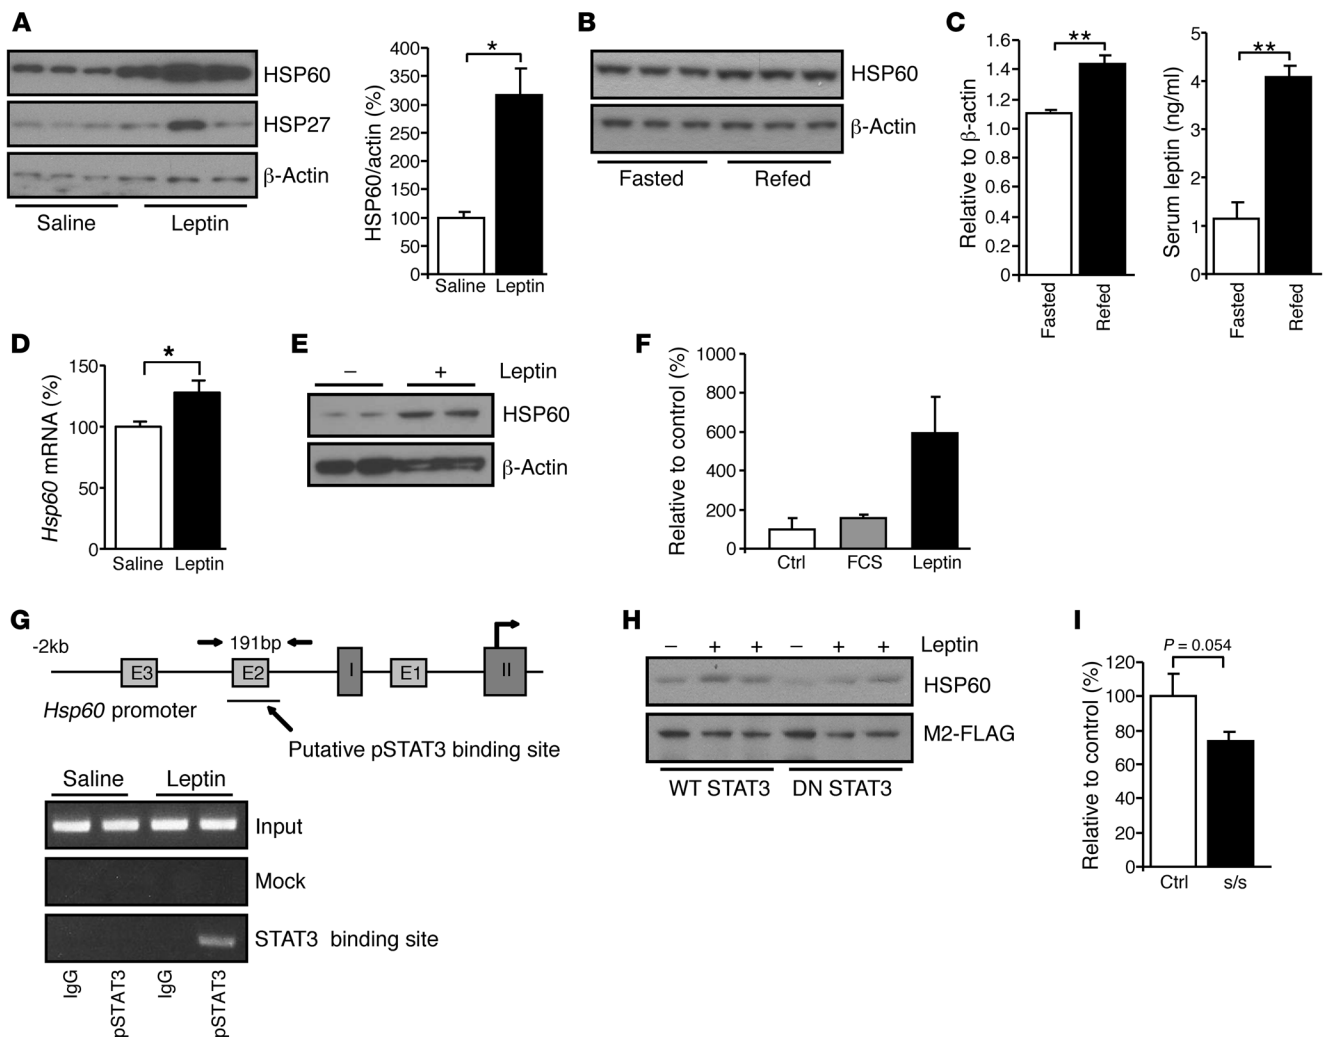 A
HSP60
HSP27
β-Actin
Saline Leptin
HSP60/actin (%)
400
350
300
250
200
150
100
50
0
*
Saline Leptin
B
HSP60
β-Actin
Fasted Refed
C
Relative to β-actin
1.6
1.4
1.2
1.0
0.8
0.6
0.4
0.2
0
**
Fasted
Refed
Serum leptin (ng/ml)
5
4
3
2
1
0
**
Fasted
Refed
D
Hsp60 mRNA (%)
150
100
50
0
*
Saline Leptin
E
– + Leptin
HSP60
β-Actin
F
Relative to control (%)
1000
800
600
400
200
0
Ctrl FCS Leptin
G
-2kb
191bp
E3 E2 I E1 II
Hsp60 promoter
Putative pSTAT3 binding site
Saline Leptin
Input
Mock
STAT3 binding site
IgG
pSTAT3
IgG
pSTAT3
H
– + + – + + Leptin
HSP60
M2-FLAG
WT STAT3 DN STAT3
I
P = 0.054
Relative to control (%)
120
100
80
60
40
20
0
Ctrl s/s